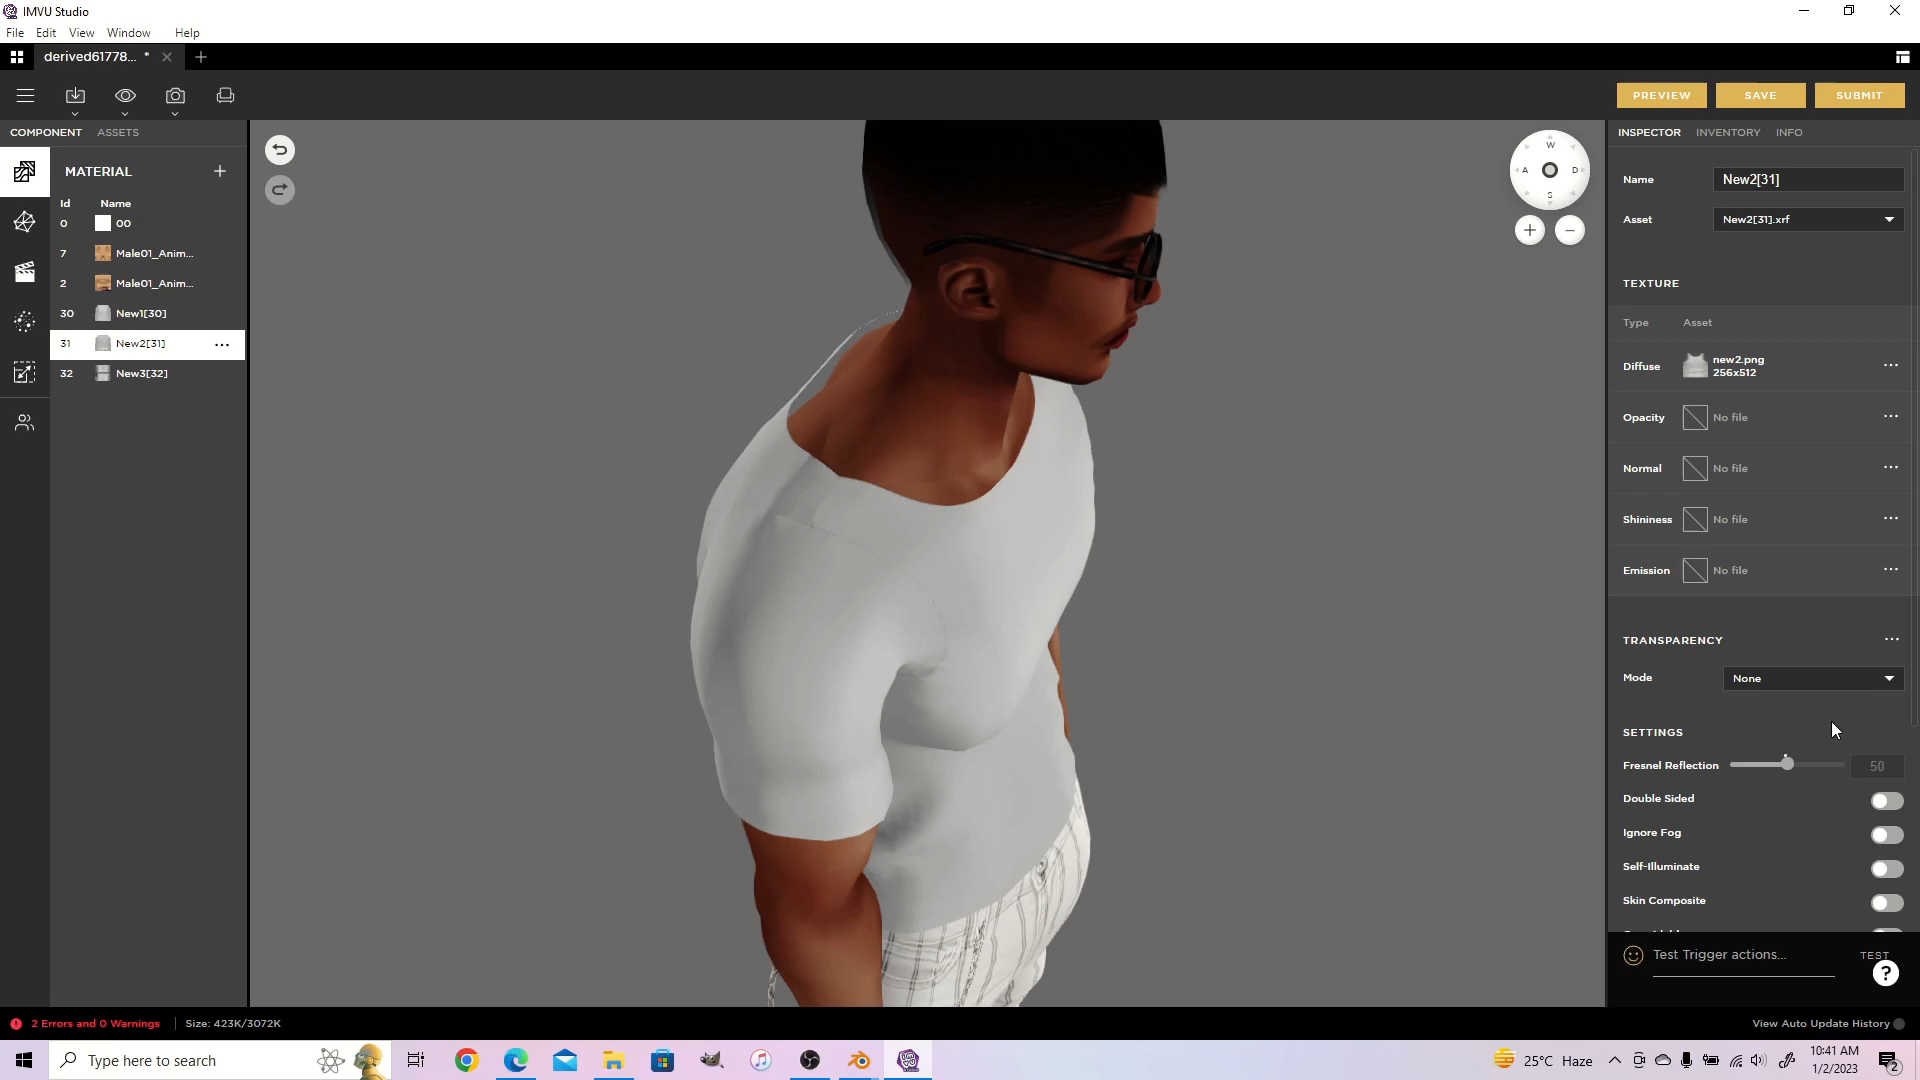 IMVU Studio
File Edit View Window Help
derived61778... *
PREVIEW SAVE SUBMIT
COMPONENT ASSETS
INSPECTOR INVENTORY INFO
MATERIAL
Id Name
0 00
7 Male01_Anim...
2 Male01_Anim...
30 New1[30]
31 New2[31] ...
32 New3[32]
W
A D
S
Name New2[31]
Asset New2[31].xrf
TEXTURE
Type Asset
Diffuse new2.png
256x512
Opacity No file
Normal No file
Shininess No file
Emission No file
TRANSPARENCY
Mode None
SETTINGS
Fresnel Reflection 50
Double Sided
Ignore Fog
Self-Illuminate
Skin Composite
Test Trigger actions... TEST
?
2 Errors and 0 Warnings Size: 423K/3072K
View Auto Update History
Type here to search
25°C Haze
10:41 AM
1/2/2023
2